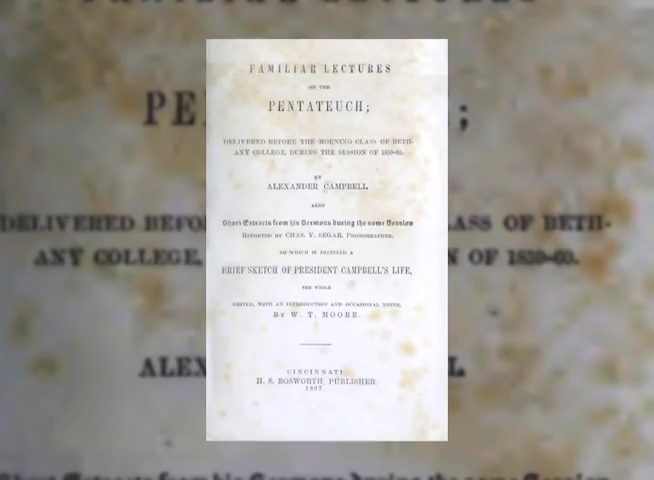 FAMILIAR LECTURES
ON THE
PENTATEUCH;
DELIVERED BEFORE THE MORNING CLASS OF BETH-
ANY COLLEGE, DURING THE SESSION OF 1859-60.
BY
ALEXANDER CAMPBELL.
ALSO
Short Extracts from his Sermons during the same Session
REPORTED BY CHAS. V. SEGAR, PHONOGRAPHER.
TO WHICH IS PREFIXED A
BRIEF SKETCH OF PRESIDENT CAMPBELL'S LIFE.
THE WHOLE
EDITED, WITH AN INTRODUCTION AND OCCASIONAL NOTES,
BY W. T. MOORE.
CINCINNATI:
H. S. BOSWORTH, PUBLISHER.
1867.